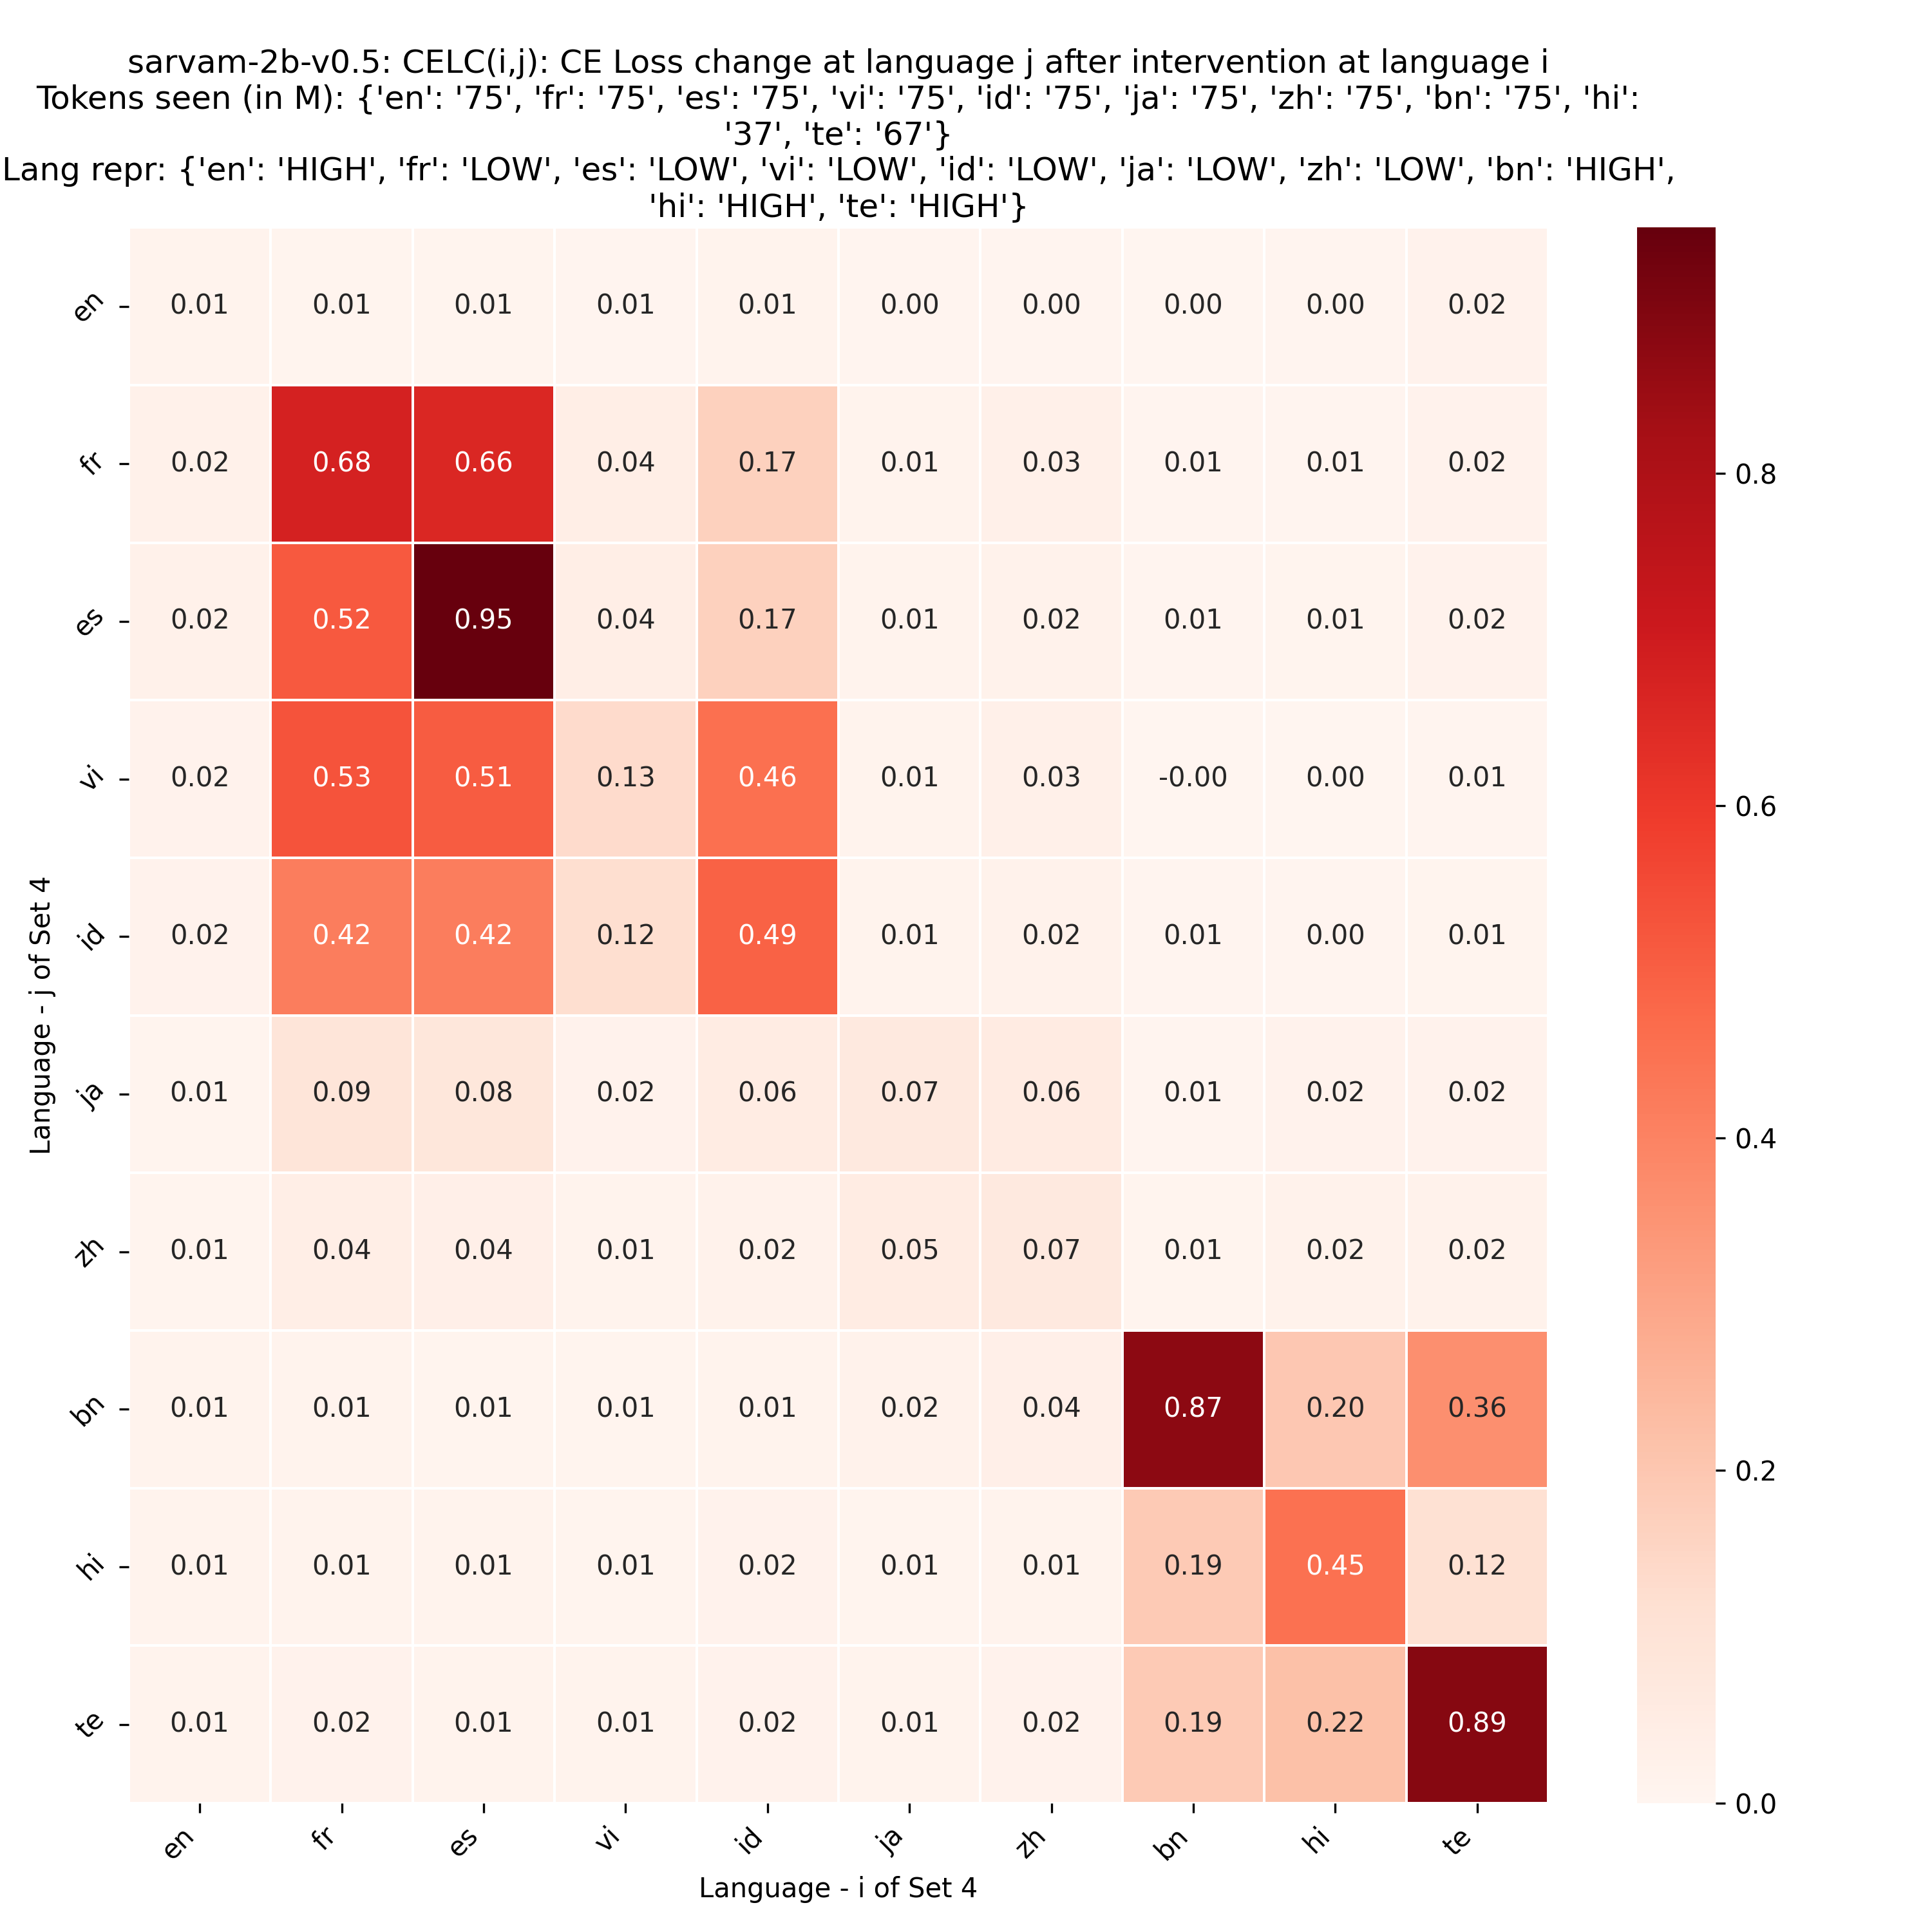 sarvam-2b-v0.5: CELC(i,j): CE Loss change at language j after intervention at language i
Tokens seen (in M): {'en': '75', 'fr': '75', 'es': '75', 'vi': '75', 'id': '75', 'ja': '75', 'zh': '75', 'bn': '75', 'hi':
'37', 'te': '67'}
Lang repr: {'en': 'HIGH', 'fr': 'LOW', 'es': 'LOW', 'vi': 'LOW', 'id': 'LOW', 'ja': 'LOW', 'zh': 'LOW', 'bn': 'HIGH',
'hi': 'HIGH', 'te': 'HIGH'}
en 0.01 0.01 0.01 0.01 0.01 0.00 0.00 0.00 0.00 0.02
fr 0.02 0.68 0.66 0.04 0.17 0.01 0.03 0.01 0.01 0.02
es 0.02 0.52 0.95 0.04 0.17 0.01 0.02 0.01 0.01 0.02
vi 0.02 0.53 0.51 0.13 0.46 0.01 0.03 -0.00 0.00 0.01
id 0.02 0.42 0.42 0.12 0.49 0.01 0.02 0.01 0.00 0.01
ja 0.01 0.09 0.08 0.02 0.06 0.07 0.06 0.01 0.02 0.02
zh 0.01 0.04 0.04 0.01 0.02 0.05 0.07 0.01 0.02 0.02
bn 0.01 0.01 0.01 0.01 0.01 0.02 0.04 0.87 0.20 0.36
hi 0.01 0.01 0.01 0.01 0.02 0.01 0.01 0.19 0.45 0.12
te 0.01 0.02 0.01 0.01 0.02 0.01 0.02 0.19 0.22 0.89
en fr es vi id ja zh bn hi te
Language - i of Set 4
Language - j of Set 4
0.8
0.6
0.4
0.2
0.0